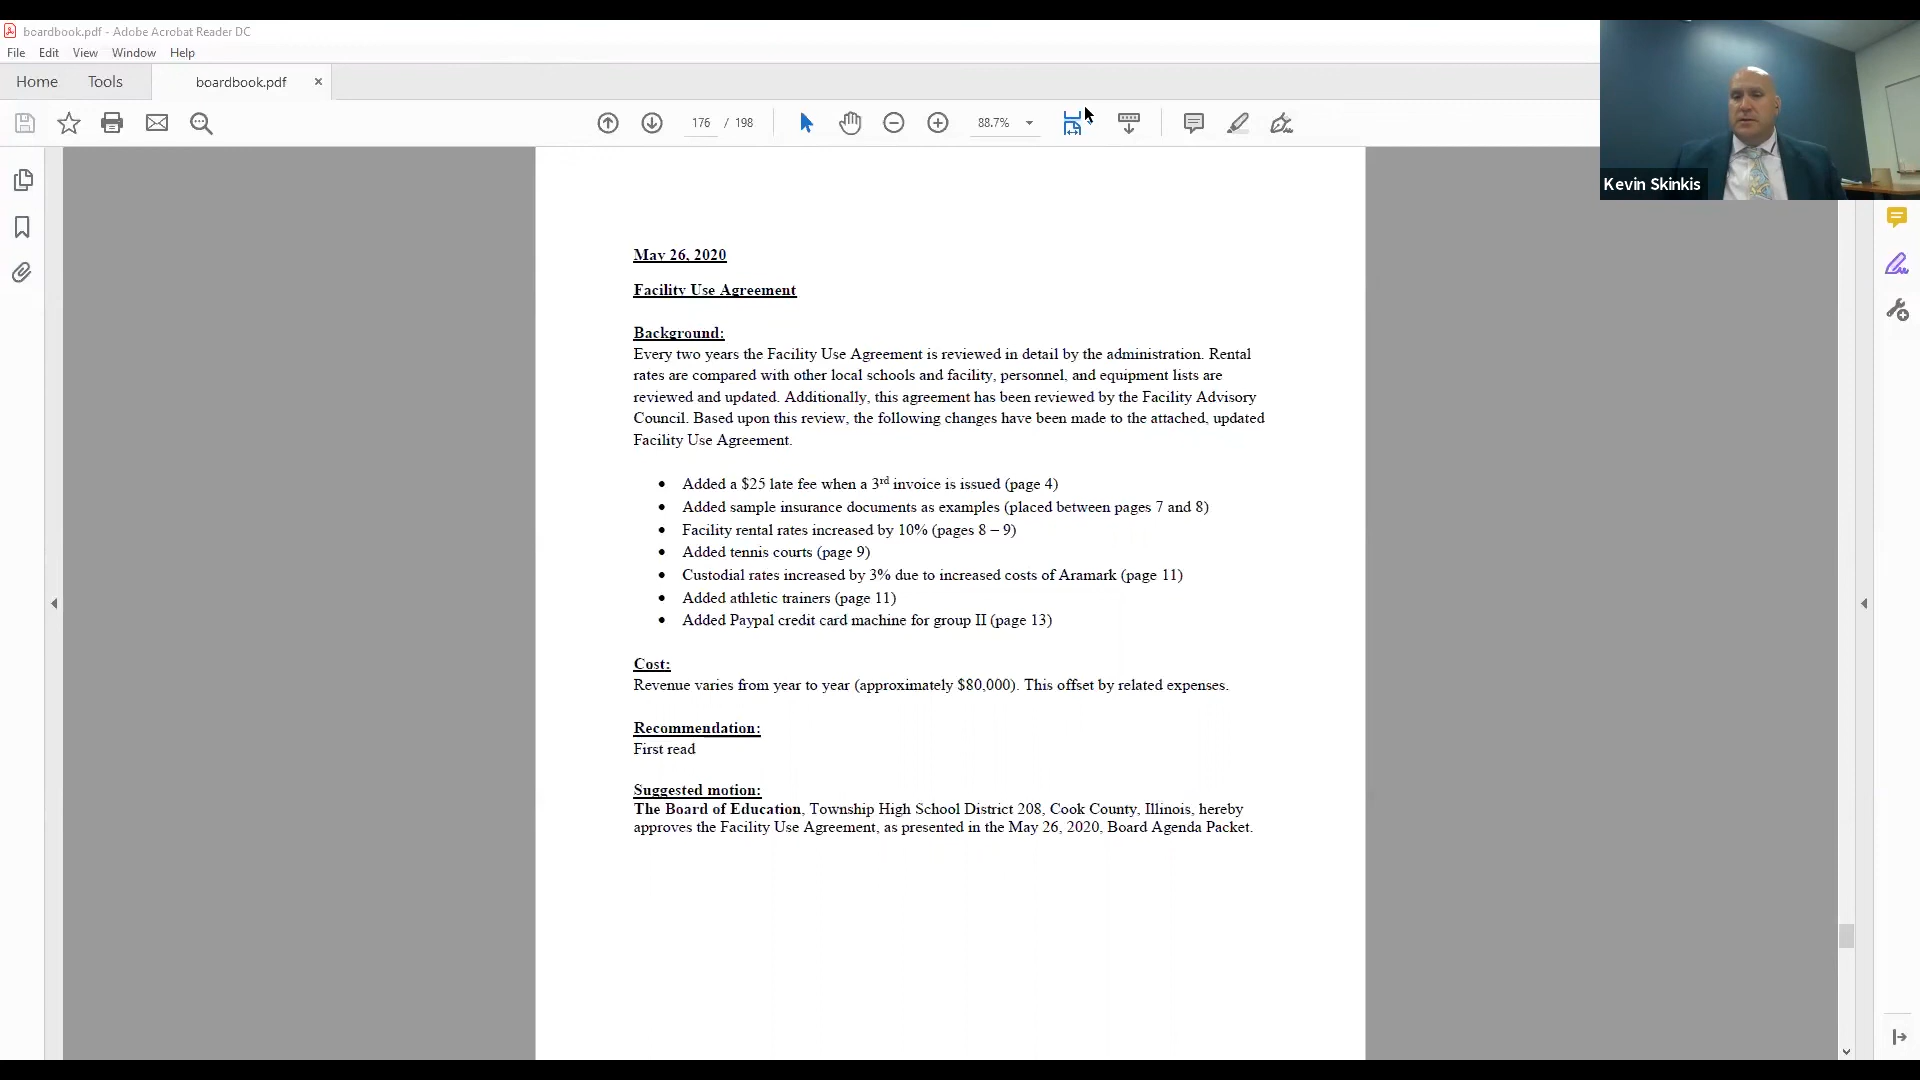 boardbook.pdf - Adobe Acrobat Reader DC
File Edit View Window Help
Home Tools boardbook.pdf ×
176 / 198 88.7%
Kevin Skinkis
May 26, 2020
Facility Use Agreement
Background:
Every two years the Facility Use Agreement is reviewed in detail by the administration. Rental
rates are compared with other local schools and facility, personnel, and equipment lists are
reviewed and updated. Additionally, this agreement has been reviewed by the Facility Advisory
Council. Based upon this review, the following changes have been made to the attached, updated
Facility Use Agreement.
• Added a $25 late fee when a 3rd invoice is issued (page 4)
• Added sample insurance documents as examples (placed between pages 7 and 8)
• Facility rental rates increased by 10% (pages 8 – 9)
• Added tennis courts (page 9)
• Custodial rates increased by 3% due to increased costs of Aramark (page 11)
• Added athletic trainers (page 11)
• Added Paypal credit card machine for group II (page 13)
Cost:
Revenue varies from year to year (approximately $80,000). This offset by related expenses.
Recommendation:
First read
Suggested motion:
The Board of Education, Township High School District 208, Cook County, Illinois, hereby
approves the Facility Use Agreement, as presented in the May 26, 2020, Board Agenda Packet.